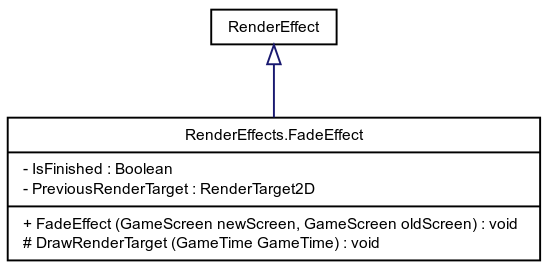 RenderEffect
RenderEffects.FadeEffect
- IsFinished : Boolean
- PreviousRenderTarget : RenderTarget2D
+ FadeEffect (GameScreen newScreen, GameScreen oldScreen) : void
# DrawRenderTarget (GameTime GameTime) : void